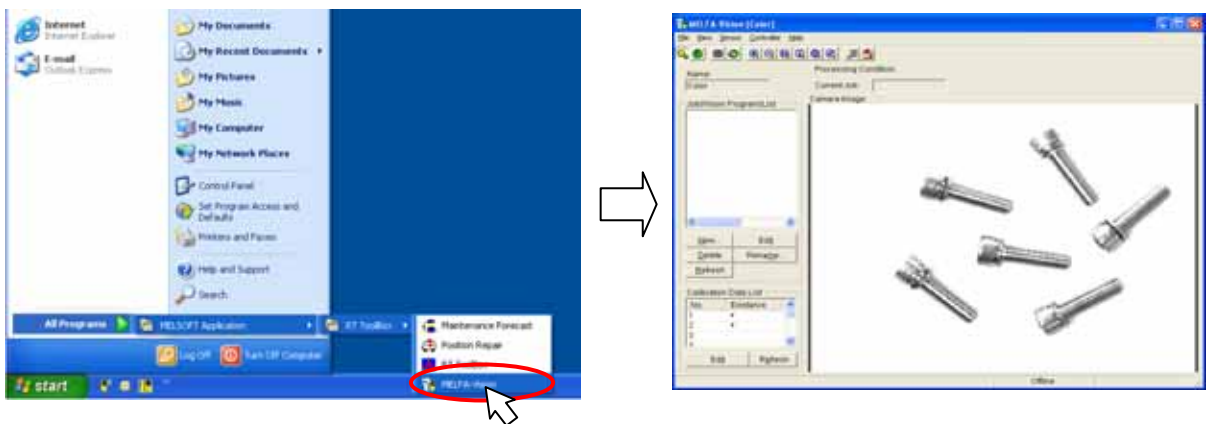 Internet
Internet Explorer
E-mail
Outlook Express
My Documents
My Recent Documents
My Pictures
My Music
My Computer
My Network Places
Control Panel
Set Program Access and
Defaults
Printers and Faxes
Help and Support
Search
All Programs
MELSOFT Application
RT ToolBox
Maintenance Forecast
Position Repair
MELFA-Vision
Log Off
Turn Off Computer
start
MELFA-Vision [Color]
File View Sensor Controller Help
Name
Color
Processing Condition
Current Job
Job(Vision Program)List
Camera Image
New
Edit
Delete
Rename
Refresh
Calibration Data List
No. Existence
1
2
3
Edit
Refresh
Offline